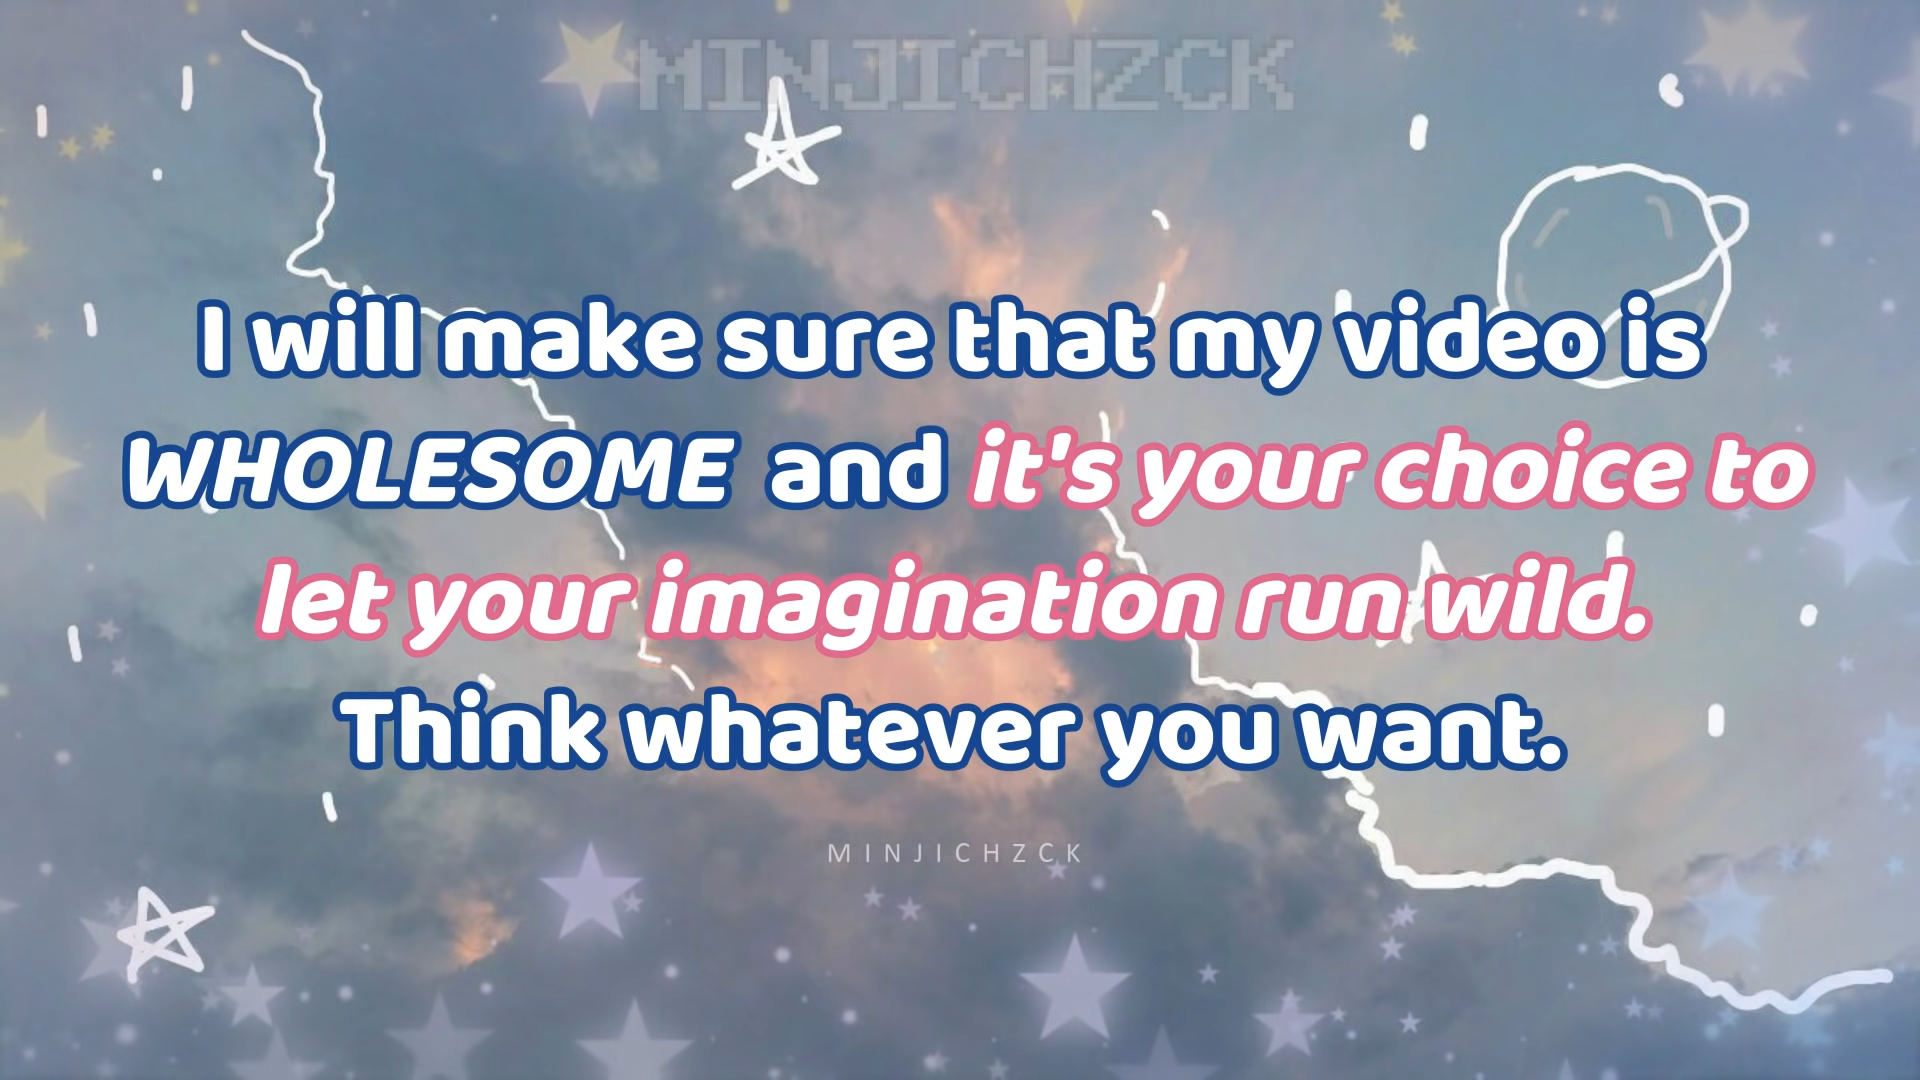 MINJICHZCK
I will make sure that my video is
WHOLESOME and it's your choice to
let your imagination run wild.
Think whatever you want.
MINJICHZCK